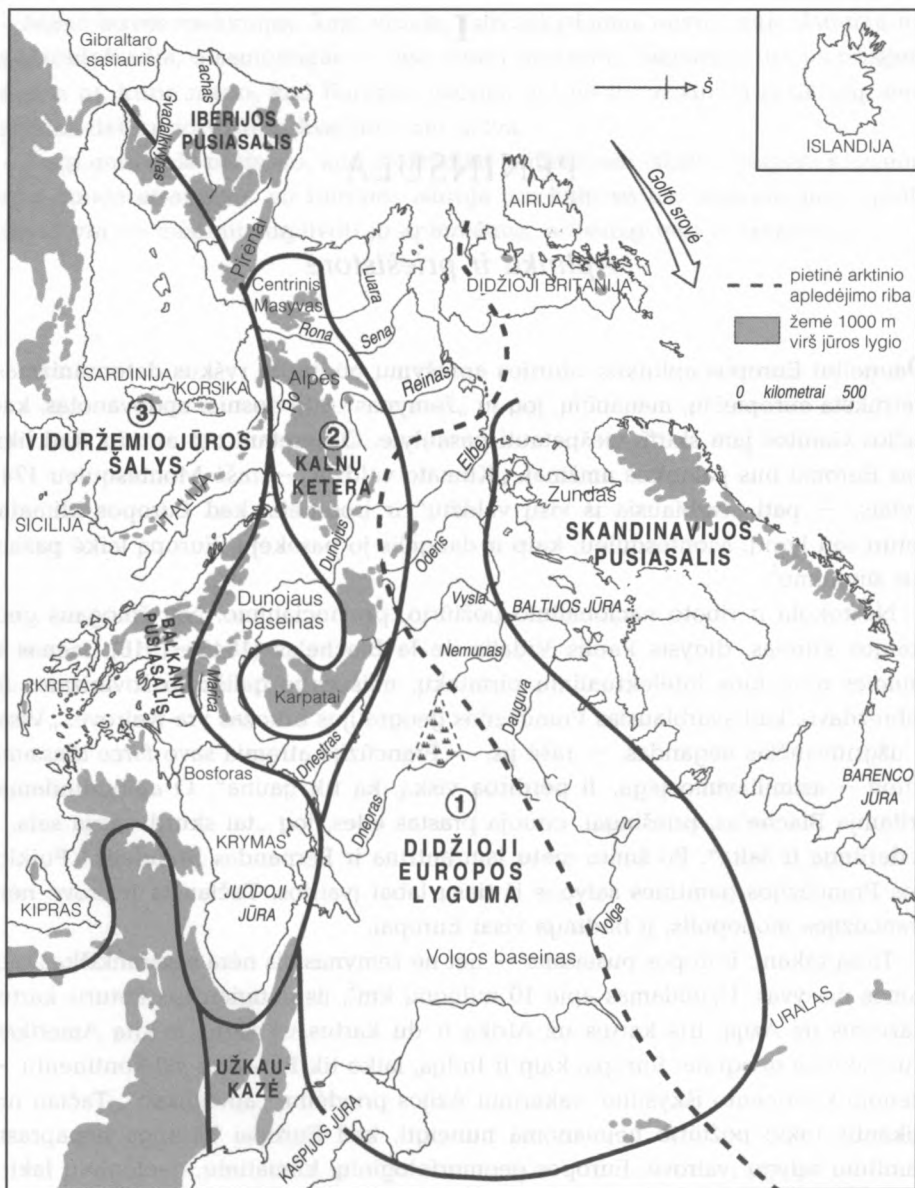 Gibraltaro
sąsiauris
Tachas
Gvadalkvivyras
IBERIJOS
PUSIASALIS
Pirėnai
Š
ISLANDIJA
AIRIJA
DIDŽIOJI BRITANIJA
Golfo srovė
pietinė arktinio
apledėjimo riba
žemė 1000 m
virš jūros lygio
kilometrai
500
Centrinis
Masyvas
Luara
Rona
Sena
Reinas
SARDINIJA
KORSIKA
3
VIDURŽEMIO JŪROS
ŠALYS
Alpės
Po
2
KALNŲ
KETERA
Elbė
Zundas
SKANDINAVIJOS
PUSIASALIS
SICILIJA
ITALIJA
Dunojus
Oderis
Dunojaus
baseinas
Vysla
BALTIJOS JŪRA
Nemunas
BALKANŲ
PUSIASALIS
KRETA
Marica
Karpatai
Dauguva
Bosforas
Dniestras
Dniepras
BARENCO
JŪRA
1
DIDŽIOJI
EUROPOS
LYGUMA
KRYMAS
JUODOJI
JŪRA
KIPRAS
Volga
Volgos baseinas
URALAS
UŽKAU-
KAZĖ
KASPIJOS JŪRA